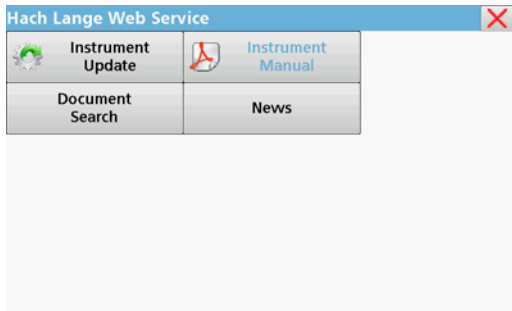 Hach Lange Web Service
Instrument
Update
Instrument
Manual
Document
Search
News